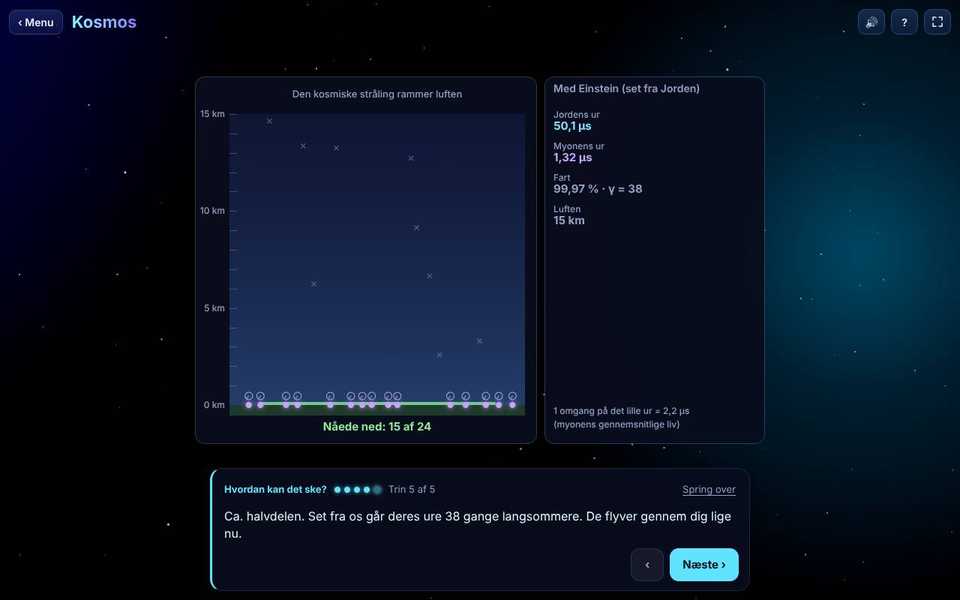 ‹ Menu
Kosmos
?
Den kosmiske stråling rammer luften
15 km
10 km
5 km
0 km
Nåede ned: 15 af 24
Med Einstein (set fra Jorden)
Jordens ur
50,1 µs
Myonens ur
1,32 µs
Fart
99,97 % · γ = 38
Luften
15 km
1 omgang på det lille ur = 2,2 µs
(myonens gennemsnitlige liv)
Hvordan kan det ske?
Trin 5 af 5
Spring over
Ca. halvdelen. Set fra os går deres ure 38 gange langsommere. De flyver gennem dig lige
nu.
‹
Næste ›